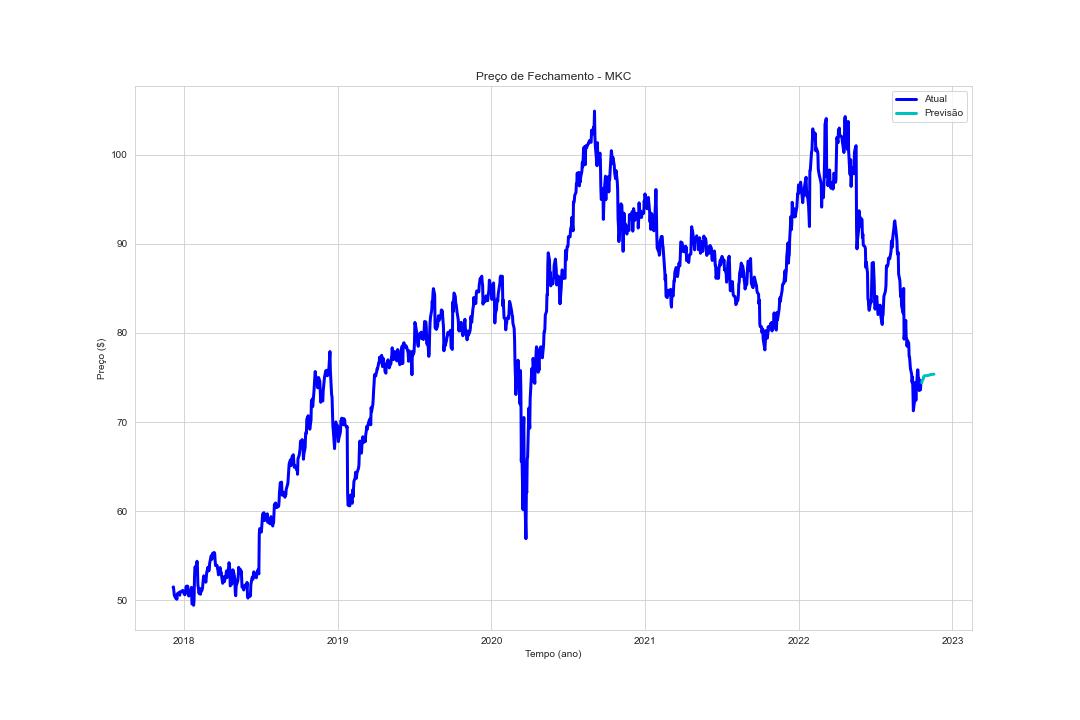 Preço de Fechamento - MKC
Atual
Previsão
100
90
80
70
60
50
Preço ($)
2018
2019
2020
2021
2022
2023
Tempo (ano)